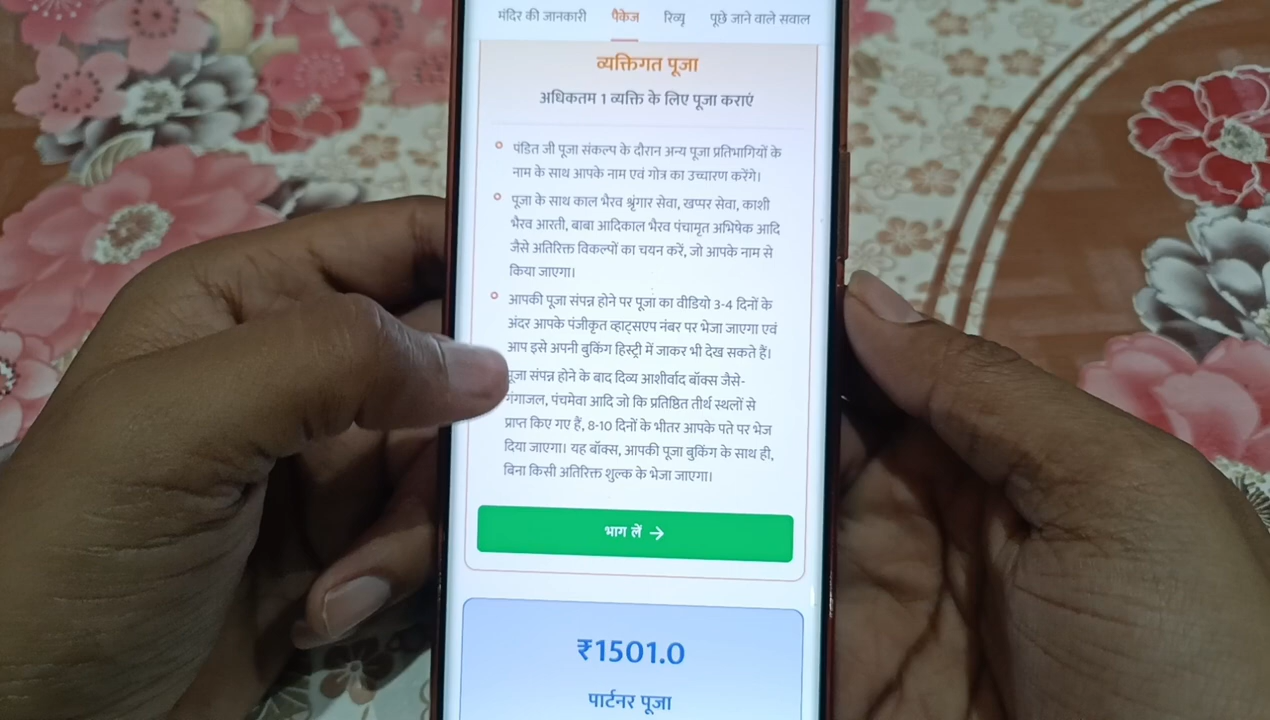 मंदिर की जानकारी पैकेज रिव्यू पूछे जाने वाले सवाल
व्यक्तिगत पूजा
अधिकतम 1 व्यक्ति के लिए पूजा कराएं
पंडित जी पूजा संकल्प के दौरान अन्य पूजा प्रतिभागियों के
नाम के साथ आपके नाम एवं गोत्र का उच्चारण करेंगे।
पूजा के साथ काल भैरव श्रृंगार सेवा, खप्पर सेवा, काशी
भैरव आरती, बाबा आदिकाल भैरव पंचामृत अभिषेक आदि
जैसे अतिरिक्त विकल्पों का चयन करें, जो आपके नाम से
किया जाएगा।
आपकी पूजा संपन्न होने पर पूजा का वीडियो 3-4 दिनों के
अंदर आपके पंजीकृत व्हाट्सएप नंबर पर भेजा जाएगा एवं
आप इसे अपनी बुकिंग हिस्ट्री में जाकर भी देख सकते हैं।
पूजा संपन्न होने के बाद दिव्य आशीर्वाद बॉक्स जैसे-
गंगाजल, पंचमेवा आदि जो कि प्रतिष्ठित तीर्थ स्थलों से
प्राप्त किए गए हैं, 8-10 दिनों के भीतर आपके पते पर भेज
दिया जाएगा। यह बॉक्स, आपकी पूजा बुकिंग के साथ ही,
बिना किसी अतिरिक्त शुल्क के भेजा जाएगा।
भाग लें →
₹1501.0
पार्टनर पूजा